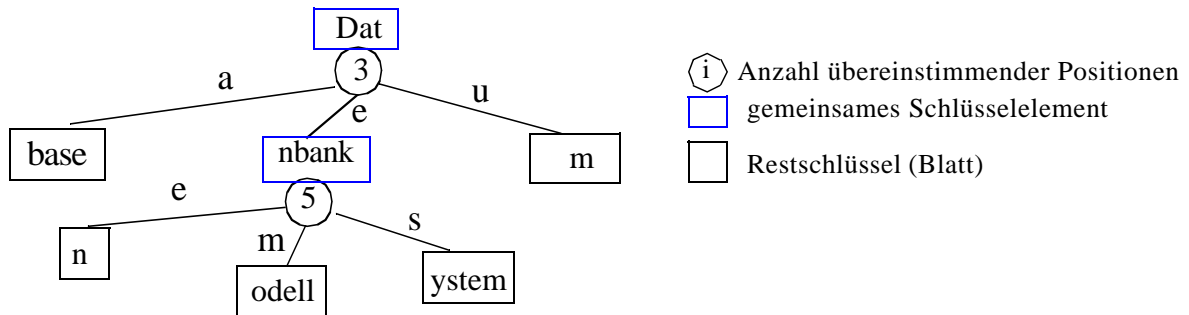 Dat
3
a
e
u
base
nbank
m
5
e
m
s
n
odell
ystem
i Anzahl übereinstimmender Positionen
gemeinsames Schlüsselelement
Restschlüssel (Blatt)